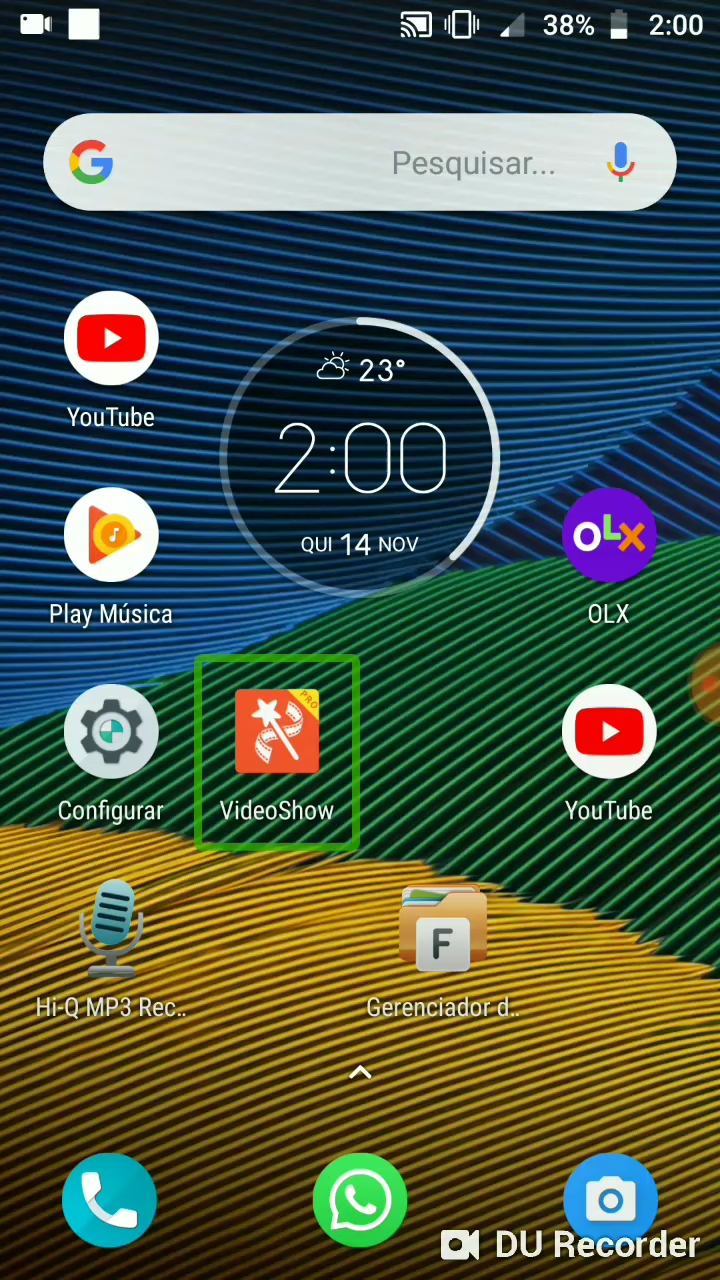 38% 2:00
Pesquisar...
YouTube
23°
2:00
QUI 14 NOV
Play Música
OLX
OLX
Configurar
PRO
VideoShow
YouTube
Hi-Q MP3 Rec..
F
Gerenciador d..
DU Recorder